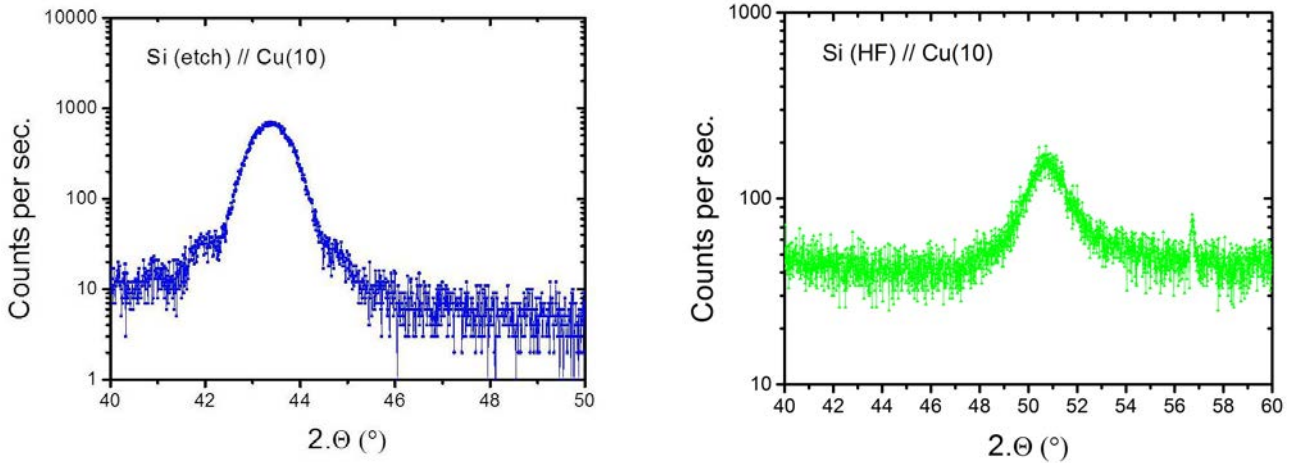 10000
1000
100
10
1
Counts per sec.
Si (etch) // Cu(10)
40 42 44 46 48 50
2.Θ (°)
1000
100
10
Counts per sec.
Si (HF) // Cu(10)
40 42 44 46 48 50 52 54 56 58 60
2.Θ (°)